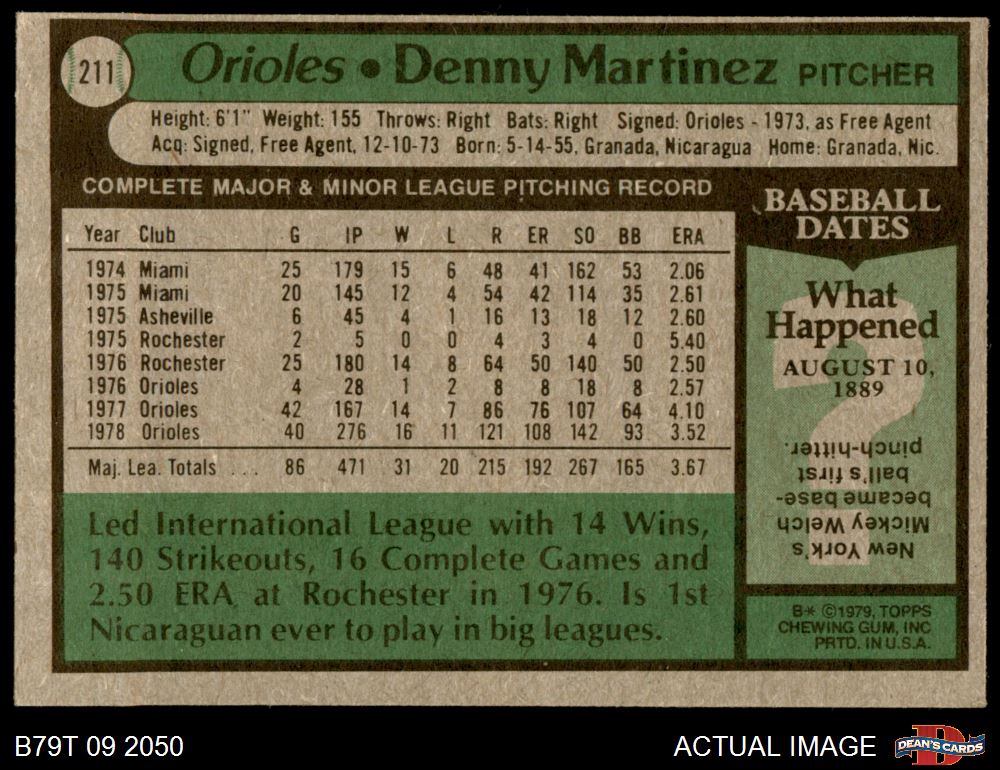 211
Orioles • Denny Martinez PITCHER
Height: 6'1" Weight: 155 Throws: Right Bats: Right Signed: Orioles - 1973, as Free Agent
Acq: Signed, Free Agent, 12-10-73 Born: 5-14-55, Granada, Nicaragua Home: Granada, Nic.
COMPLETE MAJOR & MINOR LEAGUE PITCHING RECORD
Year Club G IP W L R ER SO BB ERA
1974 Miami 25 179 15 6 48 41 162 53 2.06
1975 Miami 20 145 12 4 54 42 114 35 2.61
1975 Asheville 6 45 4 1 16 13 18 12 2.60
1975 Rochester 2 5 0 0 4 3 4 0 5.40
1976 Rochester 25 180 14 8 64 50 140 50 2.50
1976 Orioles 4 28 1 2 8 8 18 8 2.57
1977 Orioles 42 167 14 7 86 76 107 64 4.10
1978 Orioles 40 276 16 11 121 108 142 93 3.52
Maj. Lea. Totals ... 86 471 31 20 215 192 267 165 3.67
Led International League with 14 Wins,
140 Strikeouts, 16 Complete Games and
2.50 ERA at Rochester in 1976. Is 1st
Nicaraguan ever to play in big leagues.
BASEBALL
DATES
What
Happened
AUGUST 10,
1889
New York's
Mickey Welch
became base-
ball's first
pinch-hitter.
B* ©1979, TOPPS
CHEWING GUM, INC
PRTD. IN U.S.A.
B79T 09 2050
ACTUAL IMAGE
D
DEAN'S CARDS